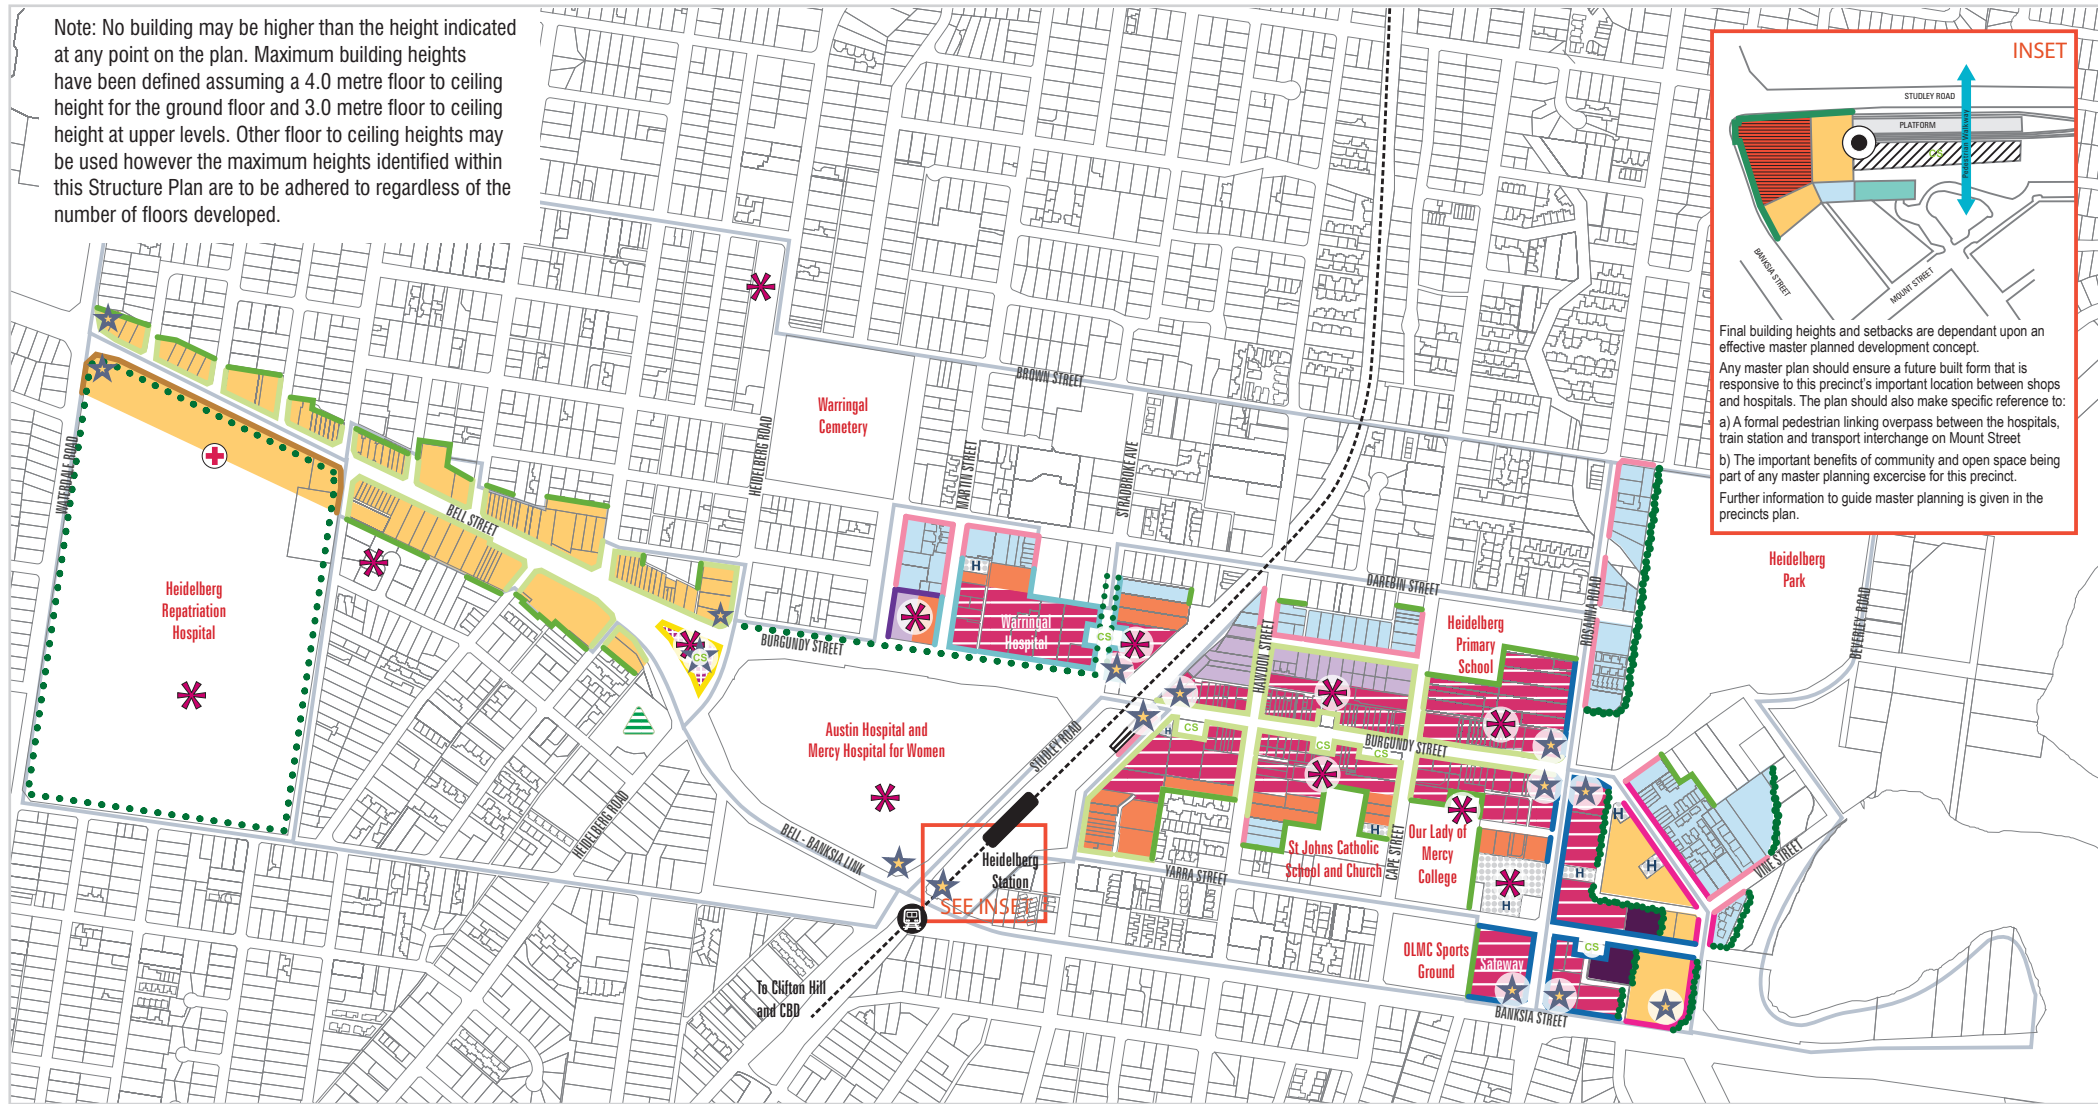 Note: No building may be higher than the height indicated
at any point on the plan. Maximum building heights
have been defined assuming a 4.0 metre floor to ceiling
height for the ground floor and 3.0 metre floor to ceiling
height at upper levels. Other floor to ceiling heights may
be used however the maximum heights identified within
this Structure Plan are to be adhered to regardless of the
number of floors developed.
INSET
STUDLEY ROAD
PLATFORM
CS
Pedestrian Walkway
BANKSIA STREET
MOUNT STREET
Final building heights and setbacks are dependant upon an
effective master planned development concept.
Any master plan should ensure a future built form that is
responsive to this precinct's important location between shops
and hospitals. The plan should also make specific reference to:
a) A formal pedestrian linking overpass between the hospitals,
train station and transport interchange on Mount Street
b) The important benefits of community and open space being
part of any master planning excercise for this precinct.
Further information to guide master planning is given in the
precincts plan.
BROWN STREET
Warringal
Cemetery
HEIDELBERG ROAD
MARTIN STREET
STRADBROKE AVE
WATERDALE ROAD
BELL STREET
Heidelberg
Park
H
DAREBIN STREET
ROSANNA ROAD
BEVERLEY ROAD
Heidelberg
Repatriation
Hospital
Warringal
Hospital
CS
BURGUNDY STREET
CS
HAWDON STREET
Heidelberg
Primary
School
Austin Hospital and
Mercy Hospital for Women
STUDLEY ROAD
H
CS
CS
BURGUNDY STREET
CS
HEIDELBERG ROAD
BELL - BANKSIA LINK
Heidelberg
Station
SEE INSET
YARRA STREET
St Johns Catholic
School and Church
H
CAPE STREET
Our Lady of
Mercy
College
H
H
H
H
VINE STREET
OLMC Sports
Ground
Safeway
CS
To Clifton Hill
and CBD
BANKSIA STREET